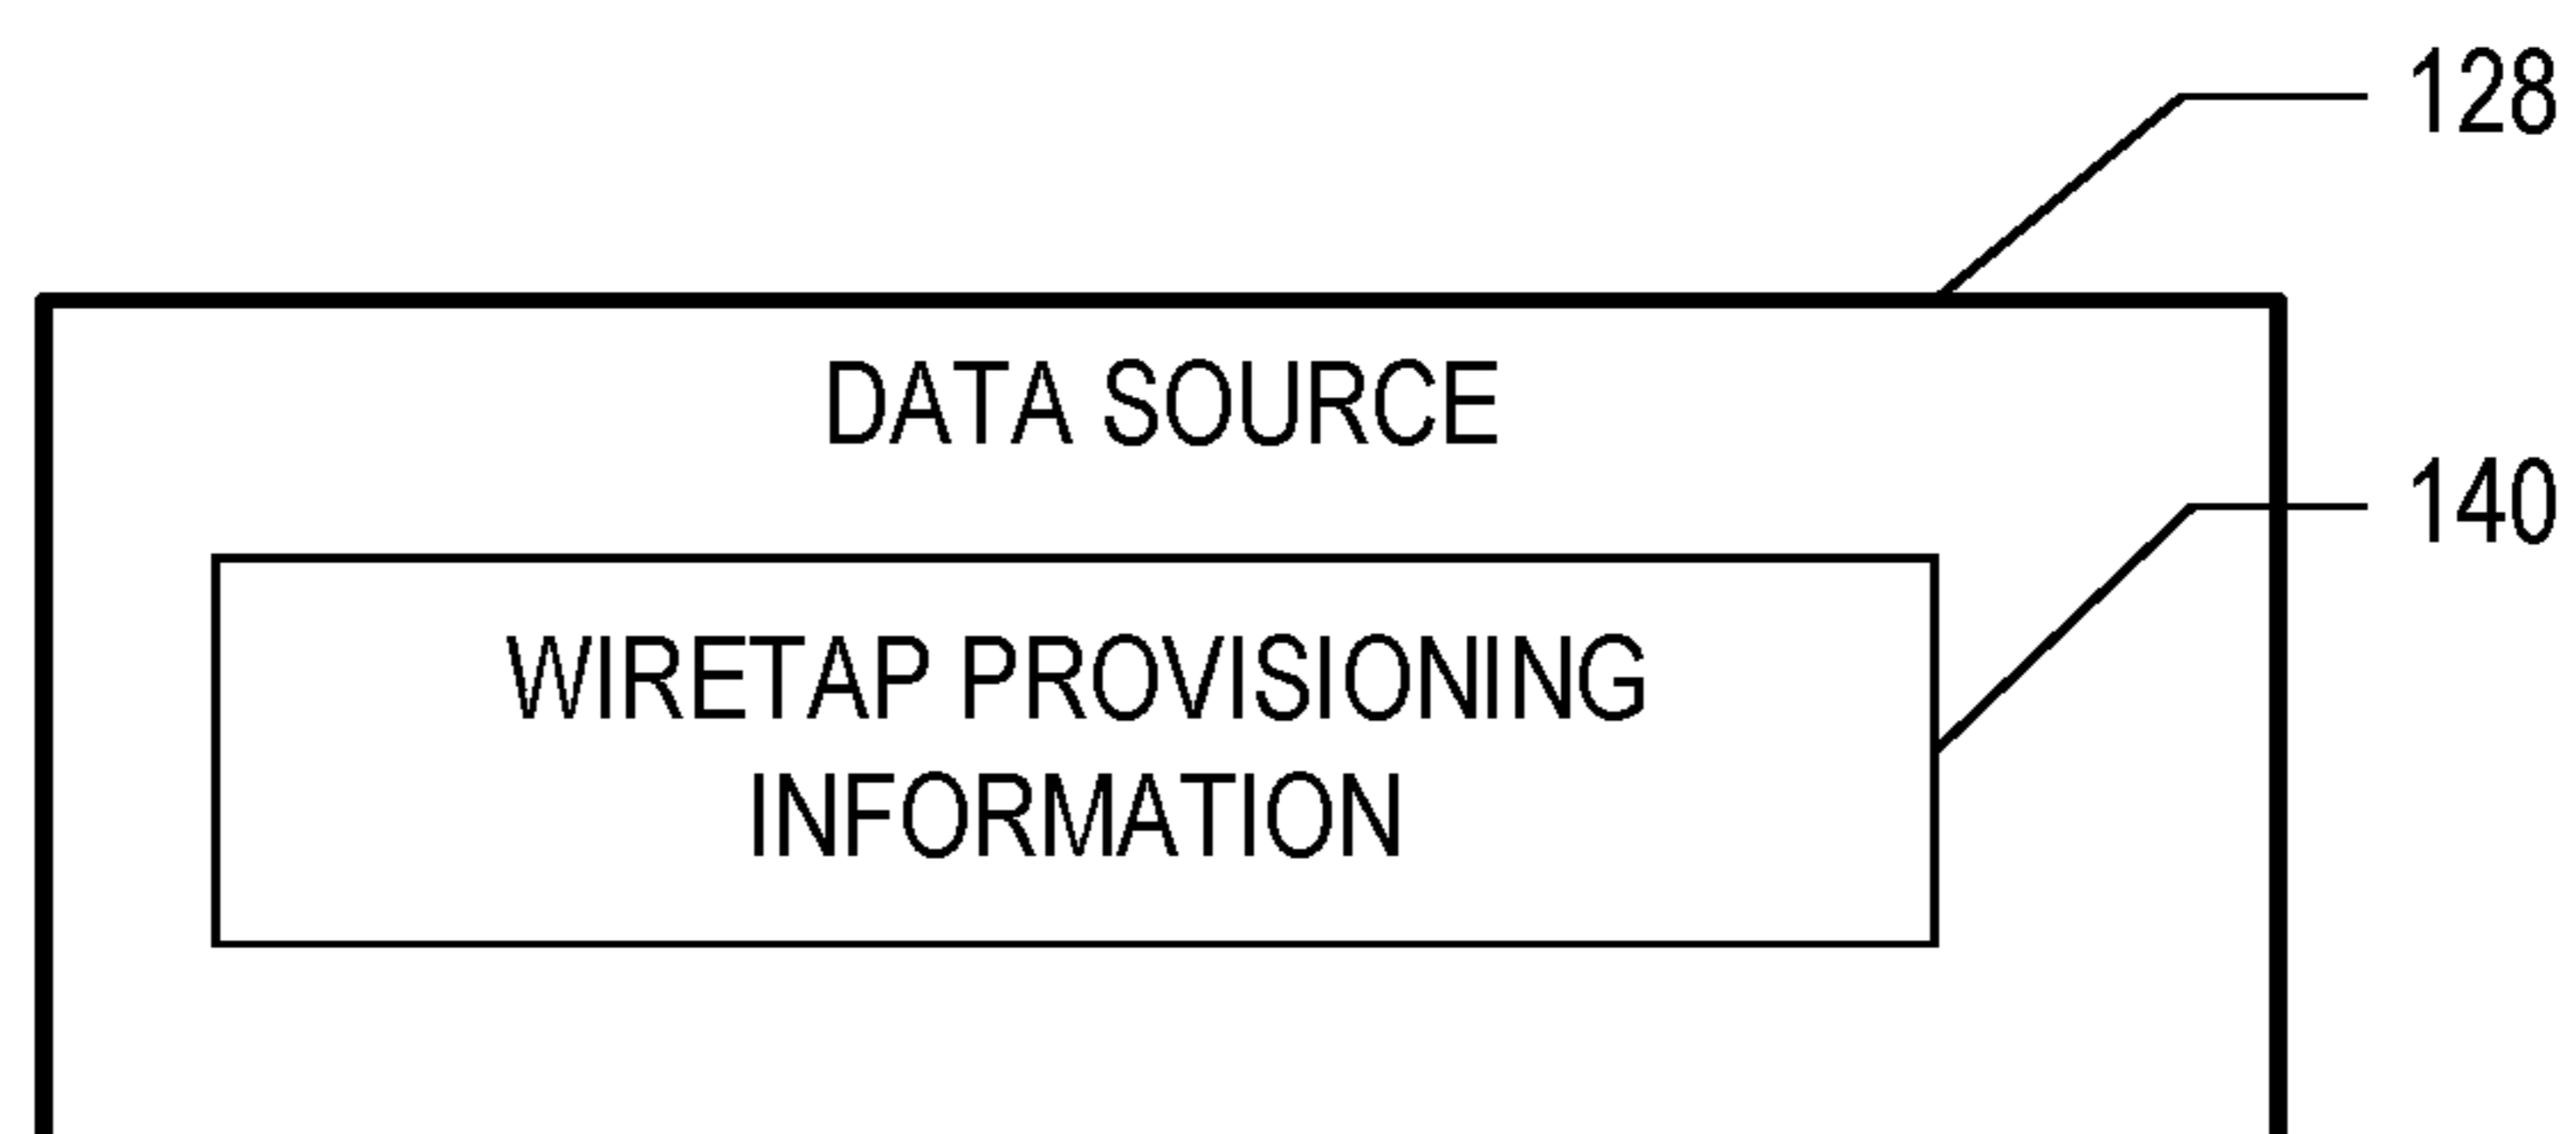 128
DATA SOURCE
140
WIRETAP PROVISIONING
INFORMATION